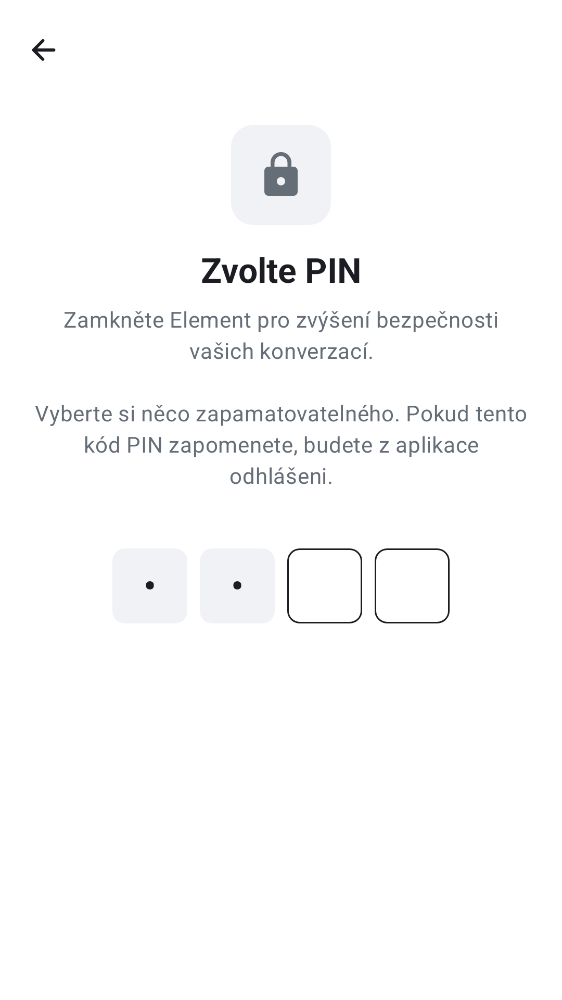 Zvolte PIN
Zamkněte Element pro zvýšení bezpečnosti
vašich konverzací.
Vyberte si něco zapamatovatelného. Pokud tento
kód PIN zapomenete, budete z aplikace
odhlášeni.